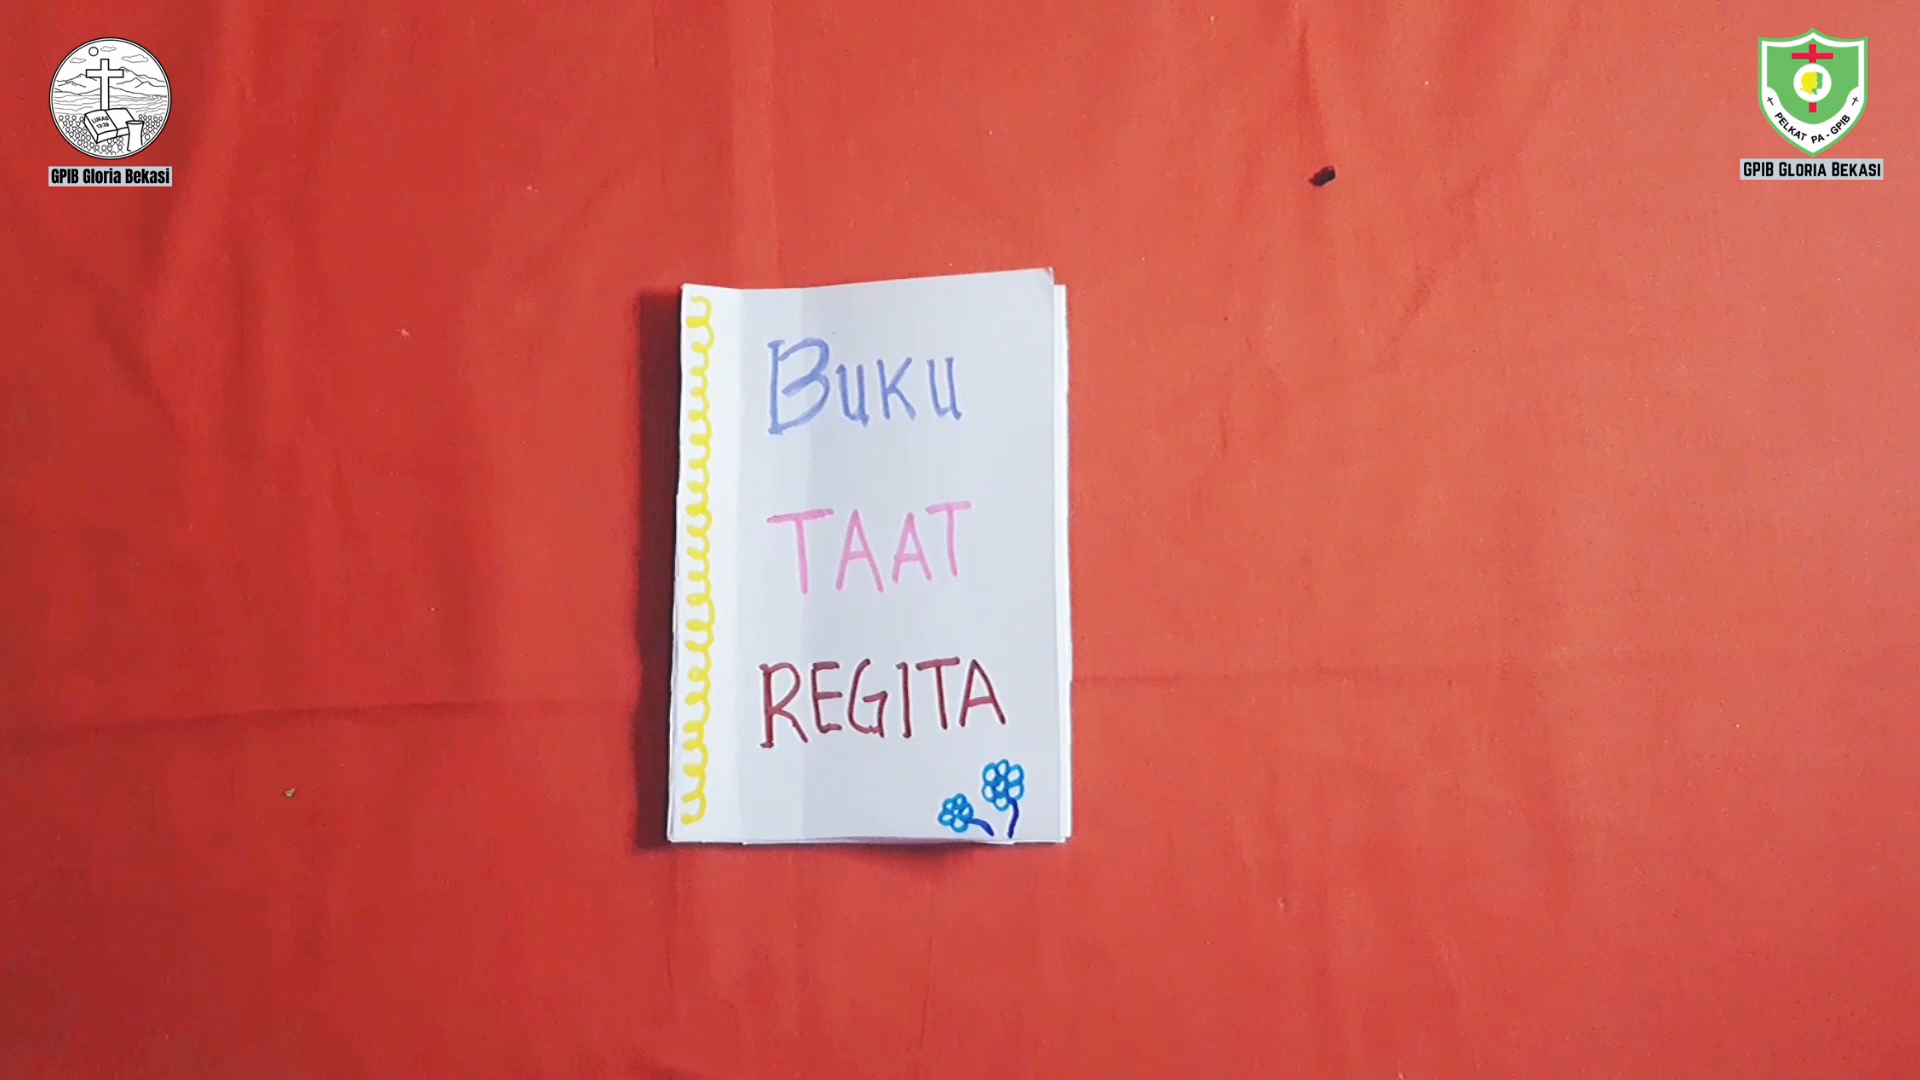 GPIB Gloria Bekasi
PELKAT PA - GPIB
GPIB GLORIA BEKASI
BUKU
TAAT
REGITA